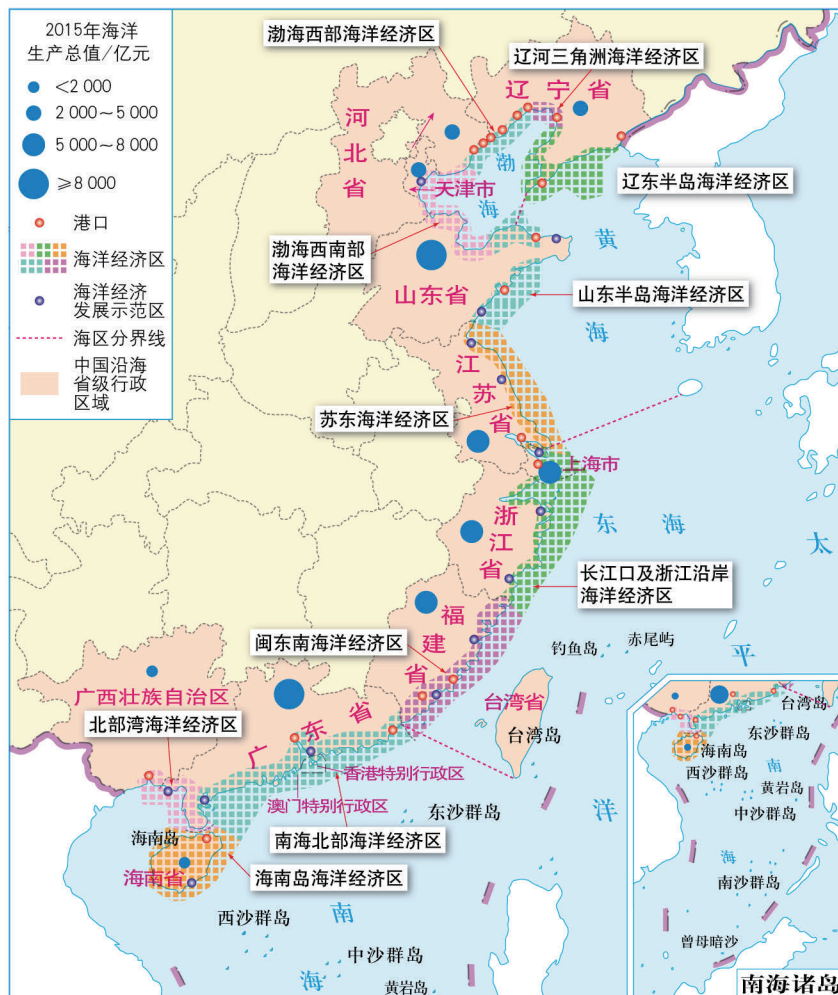 2015年海洋
生产总值/亿元
<2 000
2 000～5 000
5 000～8 000
≥8 000
港口
海洋经济区
海洋经济
发展示范区
海区分界线
中国沿海
省级行政
区域
渤海西部海洋经济区
辽河三角洲海洋经济区
辽宁省
河北省
渤海
天津市
辽东半岛海洋经济区
渤海西南部
海洋经济区
黄海
山东省
山东半岛海洋经济区
江苏省
苏东海洋经济区
上海市
浙江省
东海
太平洋
长江口及浙江沿岸
海洋经济区
福建省
闽东南海洋经济区
钓鱼岛
赤尾屿
台湾省
台湾岛
广西壮族自治区
北部湾海洋经济区
广东省
香港特别行政区
澳门特别行政区
东沙群岛
南海北部海洋经济区
海南岛
海南省
海南岛海洋经济区
西沙群岛
南海
中沙群岛
黄岩岛
台湾岛
东沙群岛
海南岛
西沙群岛
南海
黄岩岛
中沙群岛
南沙群岛
曾母暗沙
南海诸岛